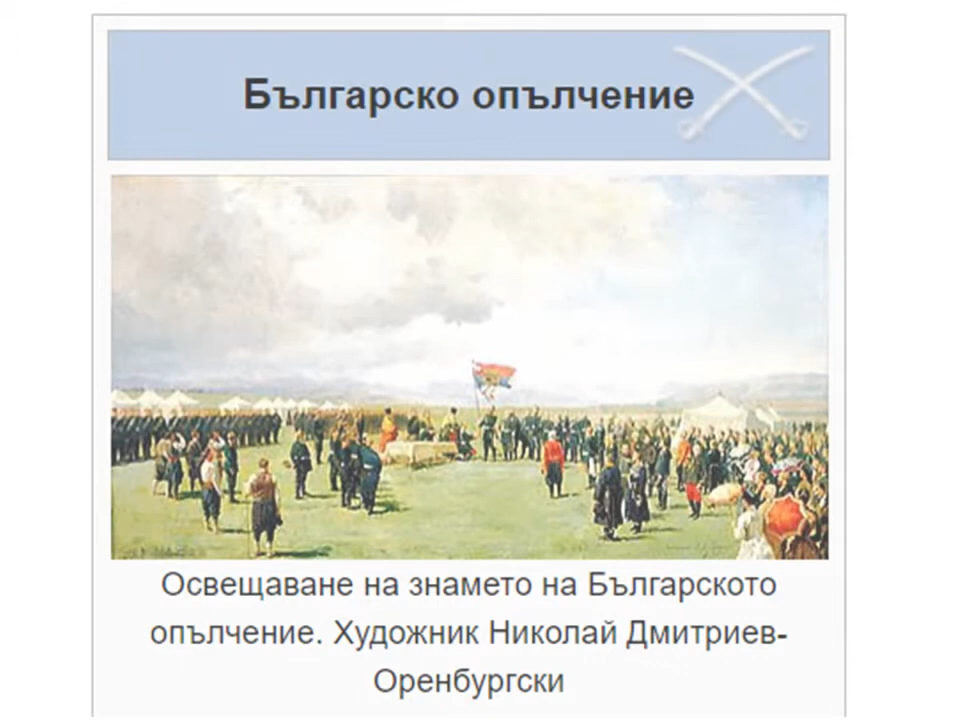 Българско опълчение
Освещаване на знамето на Българското
опълчение. Художник Николай Дмитриев-
Оренбургски